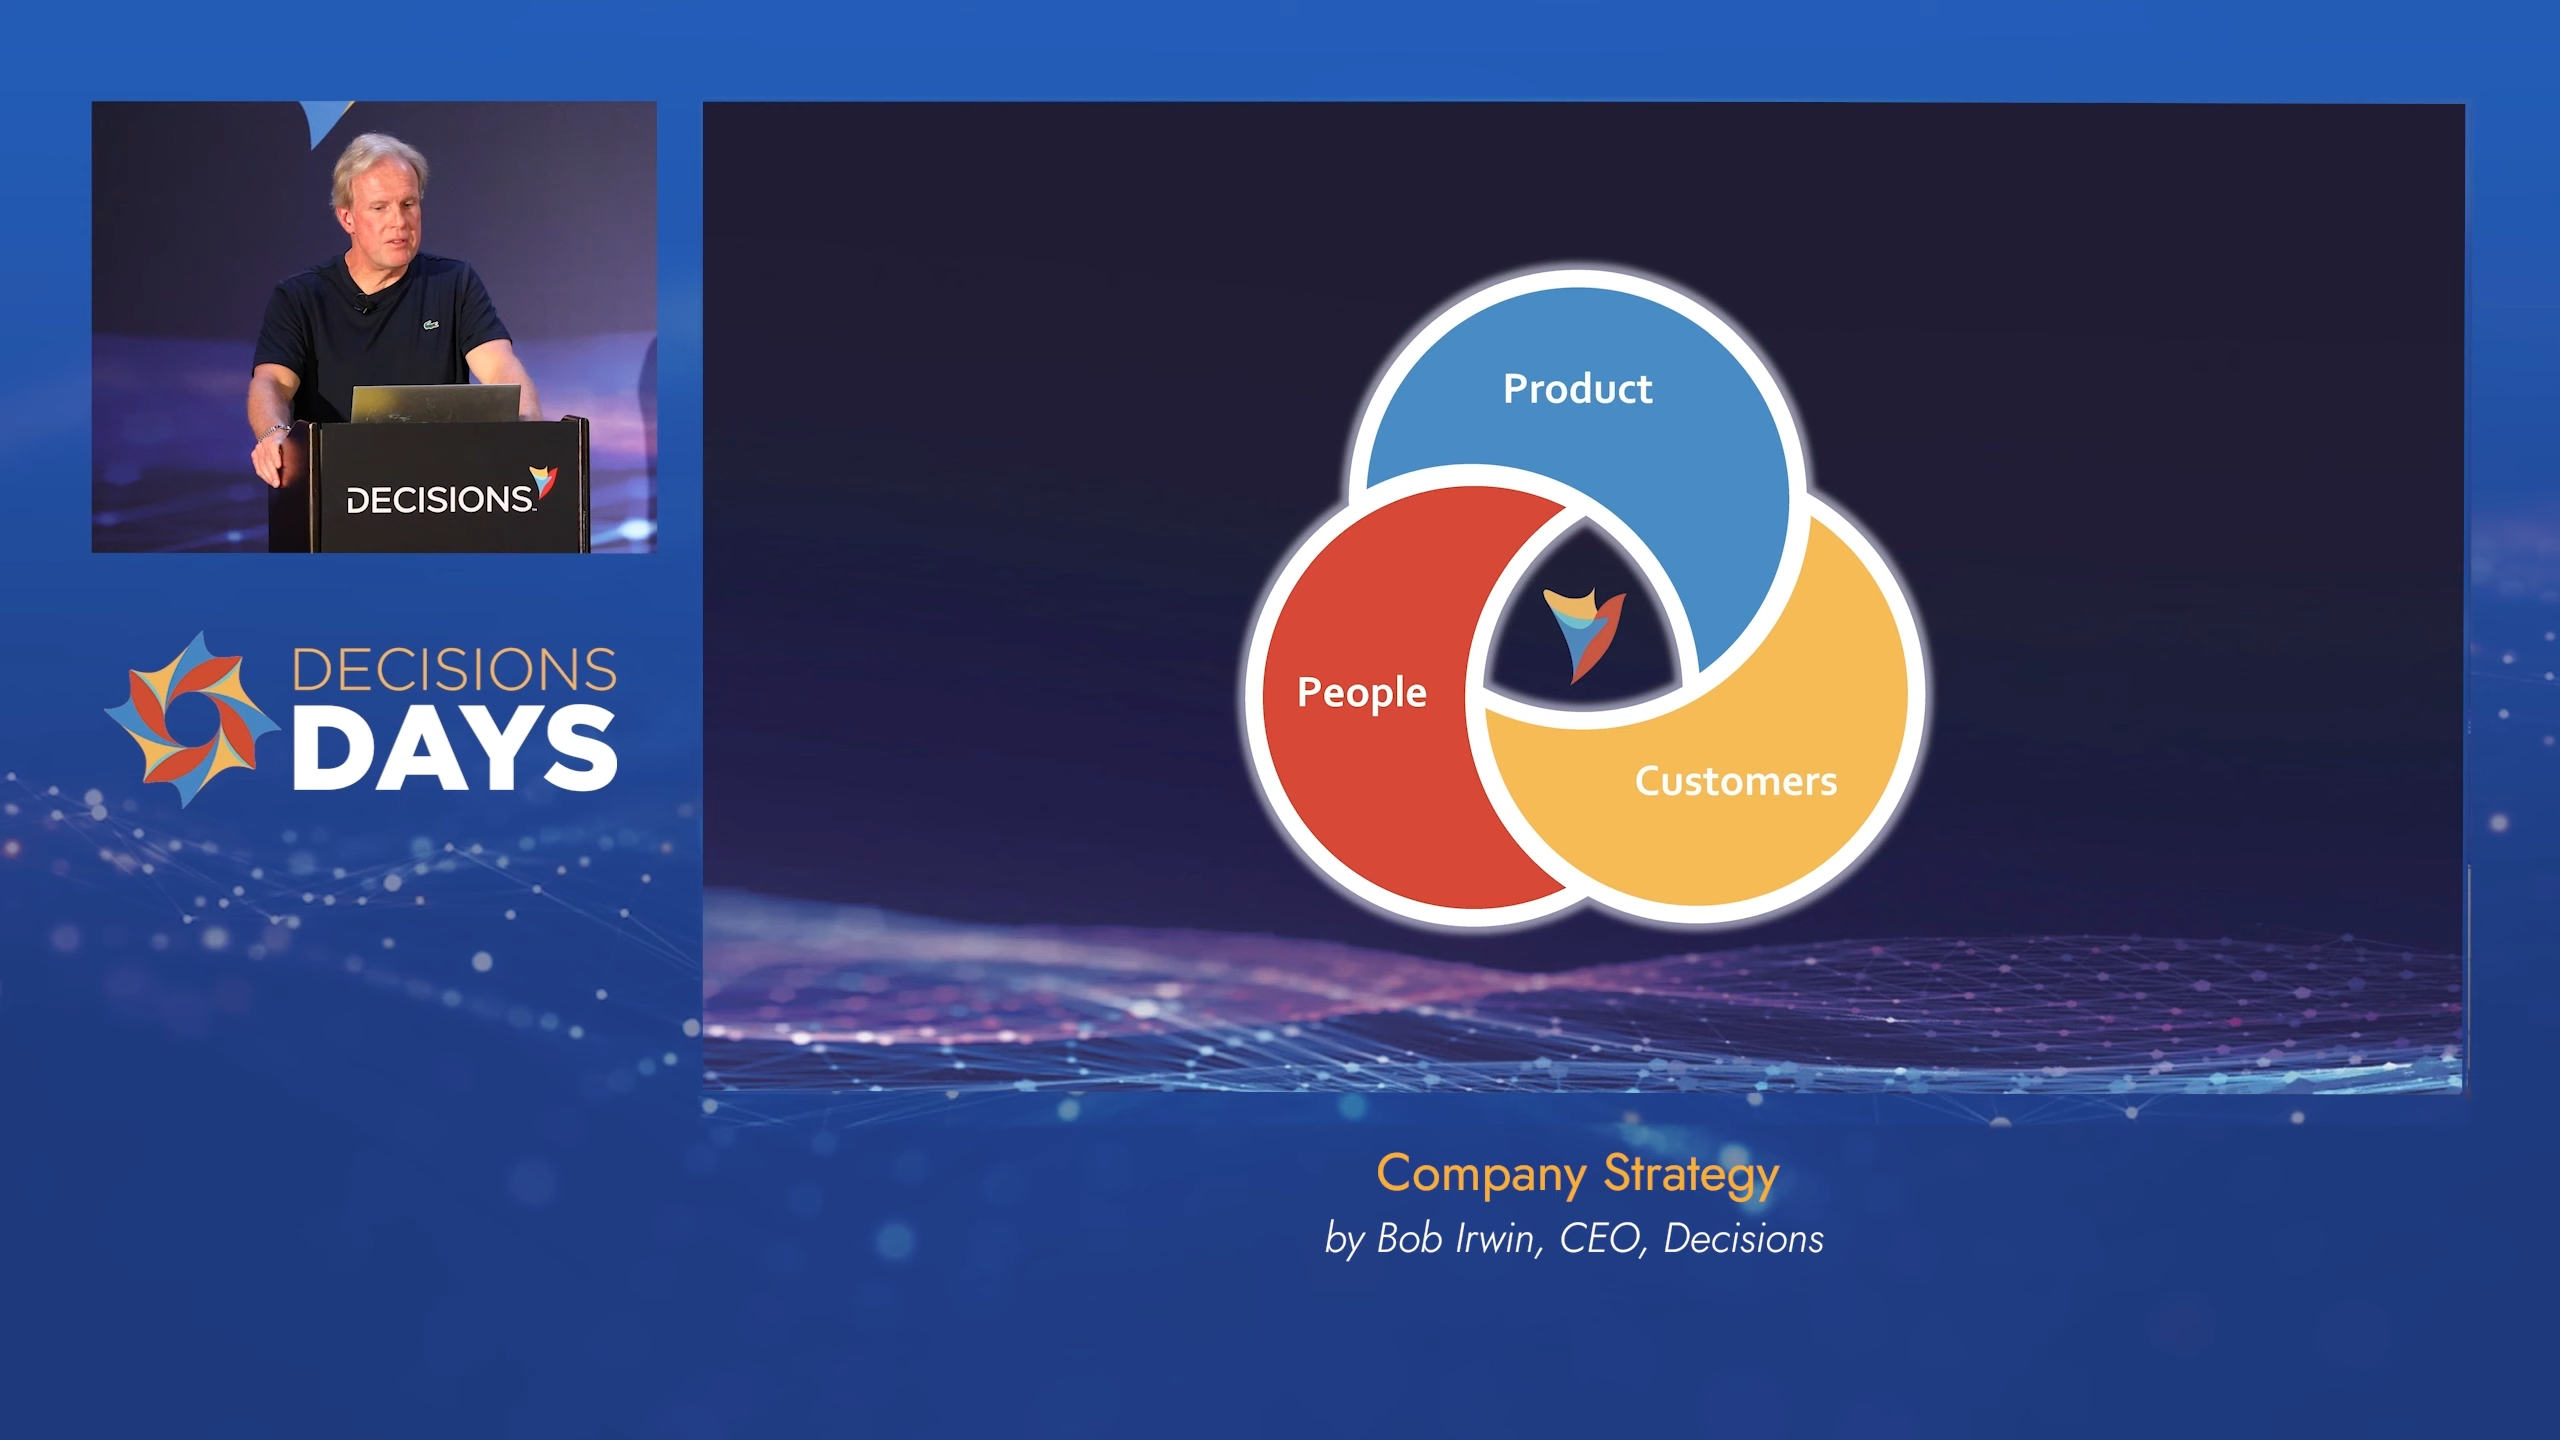 DECISIONS
DECISIONS
DAYS
Product
People
Customers
Company Strategy
by Bob Irwin, CEO, Decisions